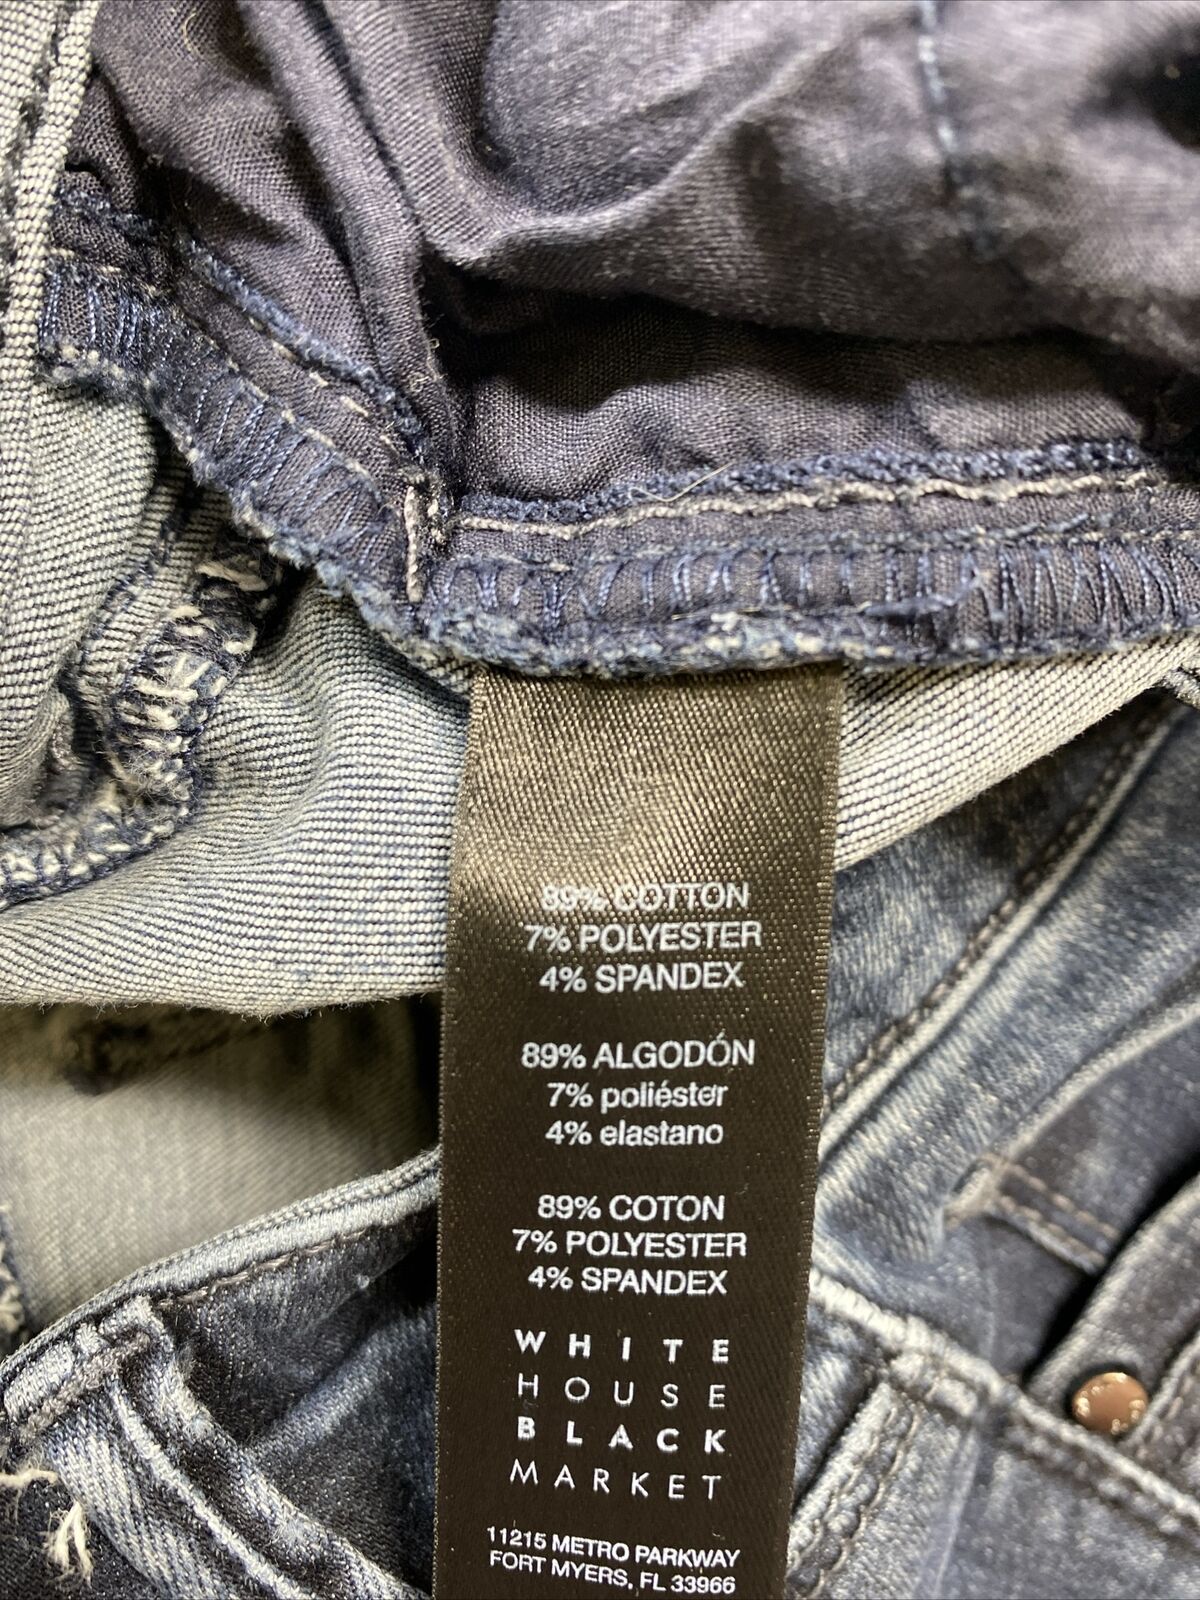 89% COTTON
7% POLYESTER
4% SPANDEX
89% ALGODÓN
7% poliéster
4% elastano
89% COTON
7% POLYESTER
4% SPANDEX
WHITE
HOUSE
BLACK
MARKET
11215 METRO PARKWAY
FORT MYERS, FL 33966